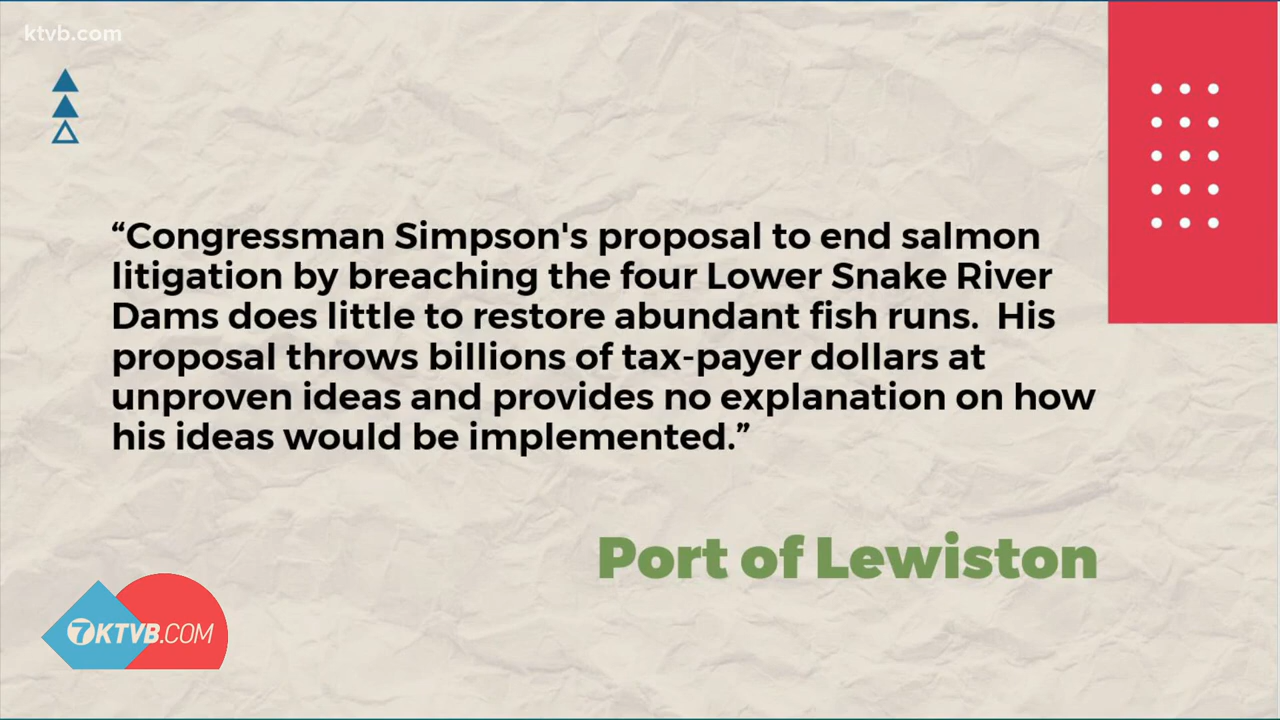 ktvb.com
“Congressman Simpson's proposal to end salmon
litigation by breaching the four Lower Snake River
Dams does little to restore abundant fish runs.  His
proposal throws billions of tax-payer dollars at
unproven ideas and provides no explanation on how
his ideas would be implemented.”
Port of Lewiston
7KTVB.COM